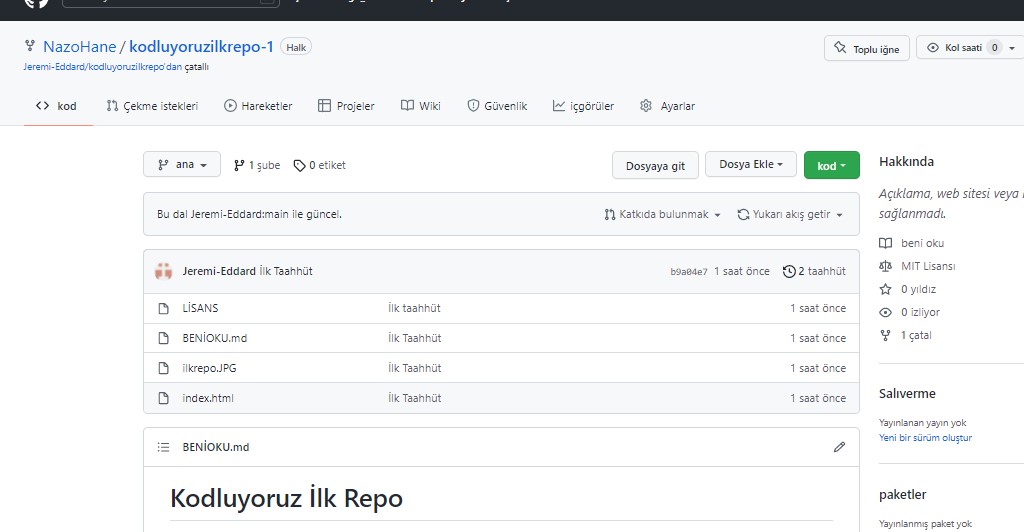 NazoHane / kodluyoruzilkrepo-1 Halk
Toplu iğne
Kol saati 0
Jeremi-Eddard/kodluyoruzilkrepo'dan çatallı
kod
Çekme istekleri
Hareketler
Projeler
Wiki
Güvenlik
içgörüler
Ayarlar
ana
1 şube
0 etiket
Dosyaya git
Dosya Ekle
kod
Bu dal Jeremi-Eddard:main ile güncel.
Katkıda bulunmak
Yukarı akış getir
Jeremi-Eddard İlk Taahhüt
b9a04e7 1 saat önce
2 taahhüt
LİSANS İlk taahhüt 1 saat önce
BENİOKU.md İlk Taahhüt 1 saat önce
ilkrepo.JPG İlk Taahhüt 1 saat önce
index.html İlk Taahhüt 1 saat önce
BENİOKU.md
Kodluyoruz İlk Repo
Hakkında
Açıklama, web sitesi veya
sağlanmadı.
beni oku
MIT Lisansı
0 yıldız
0 izliyor
1 çatal
Salıverme
Yayınlanan yayın yok
Yeni bir sürüm oluştur
paketler
Yayınlanmış paket yok